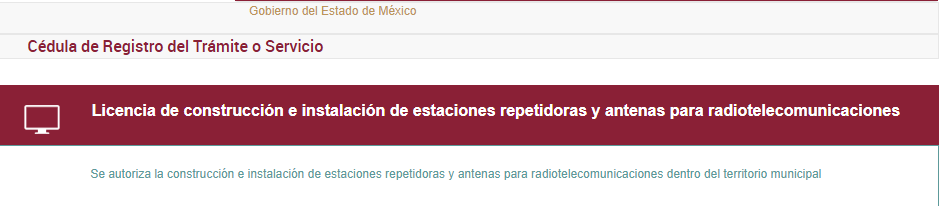 Gobierno del Estado de México
Cédula de Registro del Trámite o Servicio
Licencia de construcción e instalación de estaciones repetidoras y antenas para radiotelecomunicaciones
Se autoriza la construcción e instalación de estaciones repetidoras y antenas para radiotelecomunicaciones dentro del territorio municipal